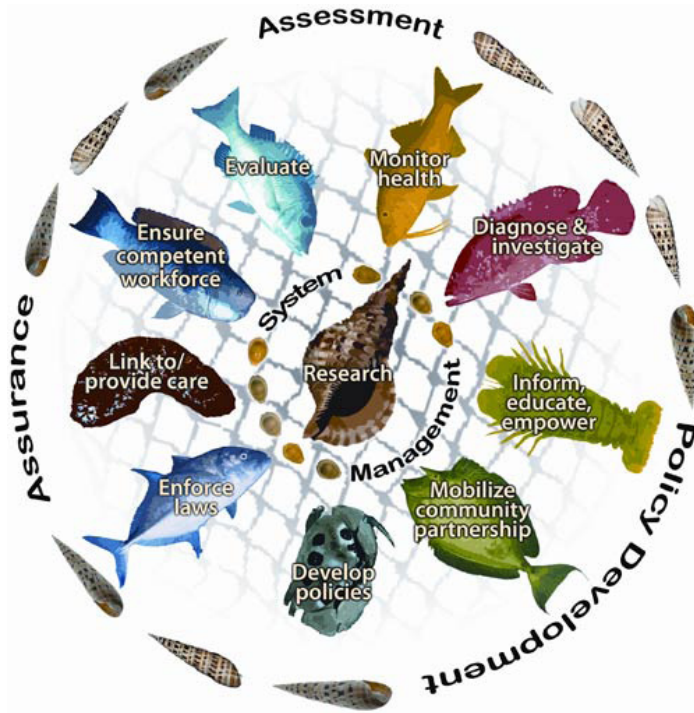 Assessment
Evaluate
Monitor
health
Diagnose &
investigate
Ensure
competent
workforce
System
Research
Management
Link to/
provide care
Inform,
educate,
empower
Assurance
Policy Development
Enforce
laws
Mobilize
community
partnership
Develop
policies